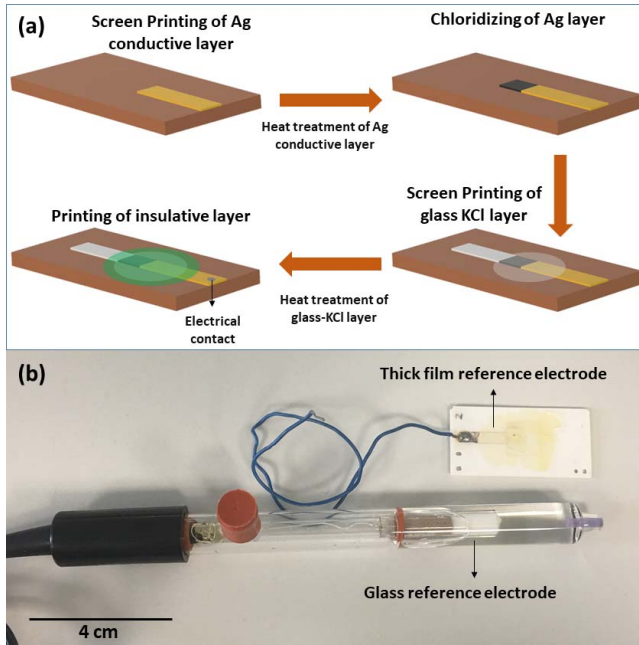 (a)
Screen Printing of Ag
conductive layer
Chloridizing of Ag layer
Heat treatment of Ag
conductive layer
Screen Printing of
glass KCl layer
Printing of insulative layer
Heat treatment of
glass-KCl layer
Electrical
contact
(b)
Thick film reference electrode
Glass reference electrode
4 cm